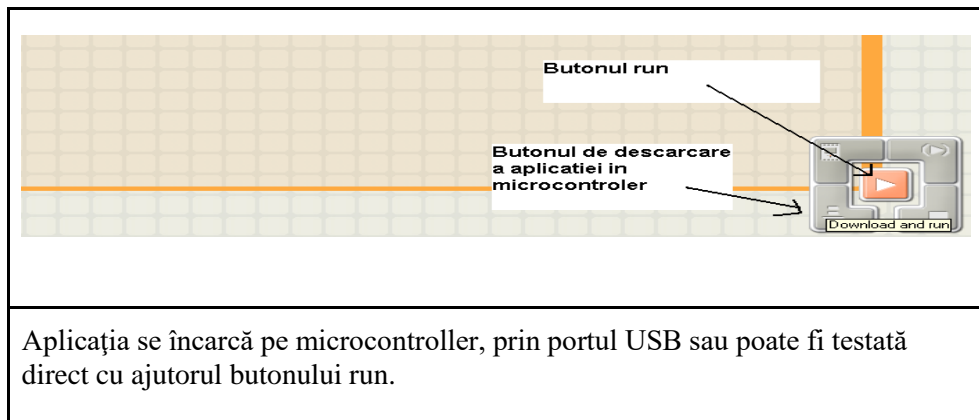 Butonul run
Butonul de descarcare
a aplicatiei in
microcontroler
Download and run
Aplicaţia se încarcă pe microcontroller, prin portul USB sau poate fi testată
direct cu ajutorul butonului run.